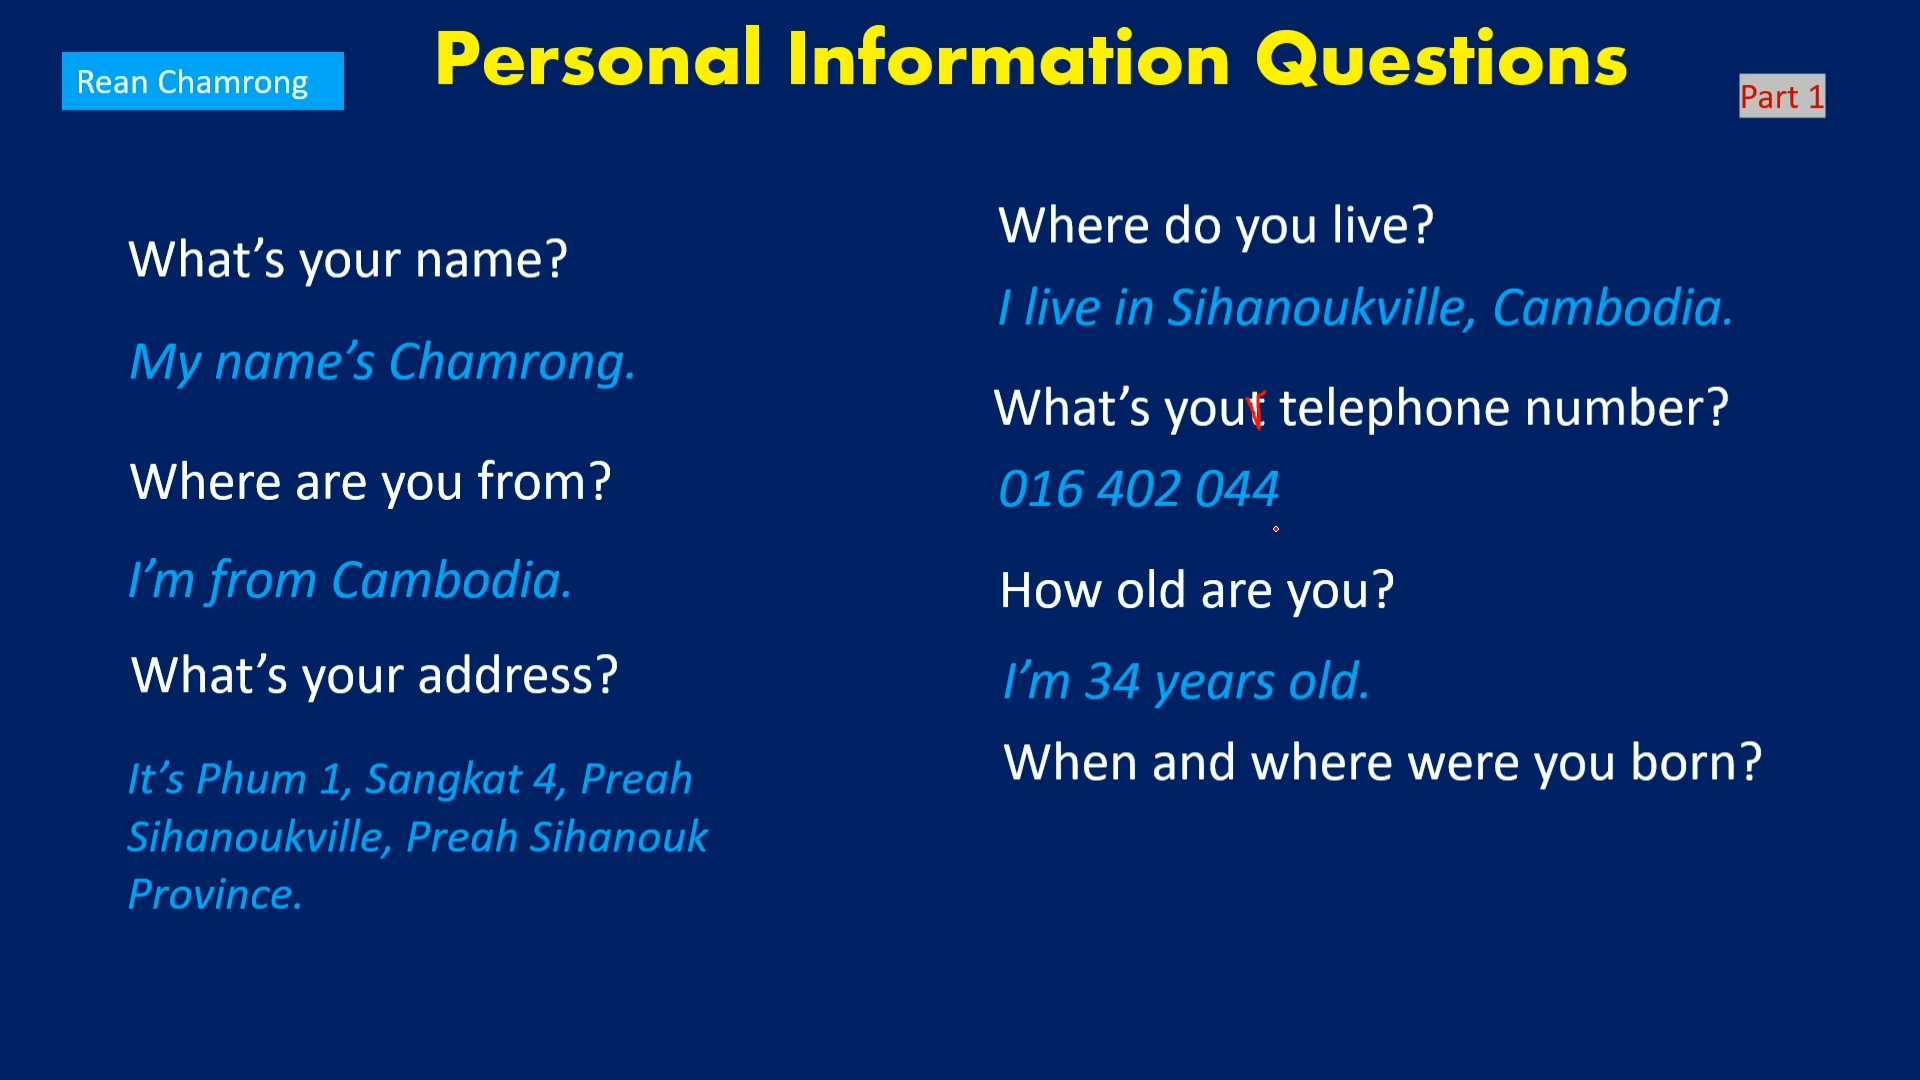 Personal Information Questions
Rean Chamrong
Part 1
What's your name?
My name's Chamrong.
Where are you from?
I'm from Cambodia.
What's your address?
It's Phum 1, Sangkat 4, Preah
Sihanoukville, Preah Sihanouk
Province.
Where do you live?
I live in Sihanoukville, Cambodia.
What's your telephone number?
016 402 044
How old are you?
I'm 34 years old.
When and where were you born?